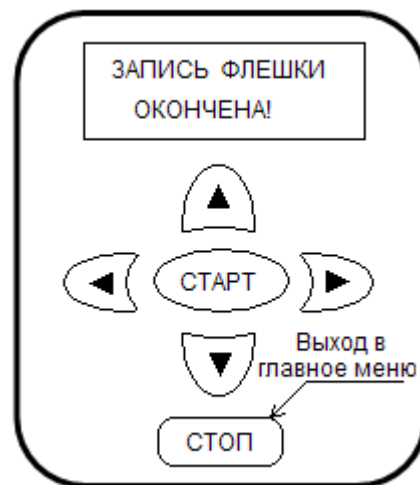 ЗАПИСЬ ФЛЕШКИ
ОКОНЧЕНА!
СТАРТ
Выход в
главное меню
СТОП